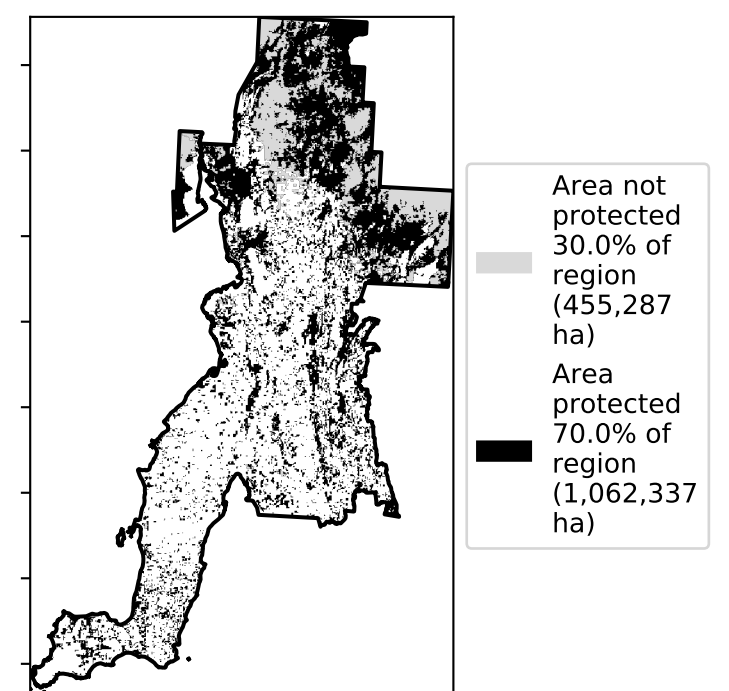 Area not
protected
30.0% of
region
(455,287
ha)
Area
protected
70.0% of
region
(1,062,337
ha)